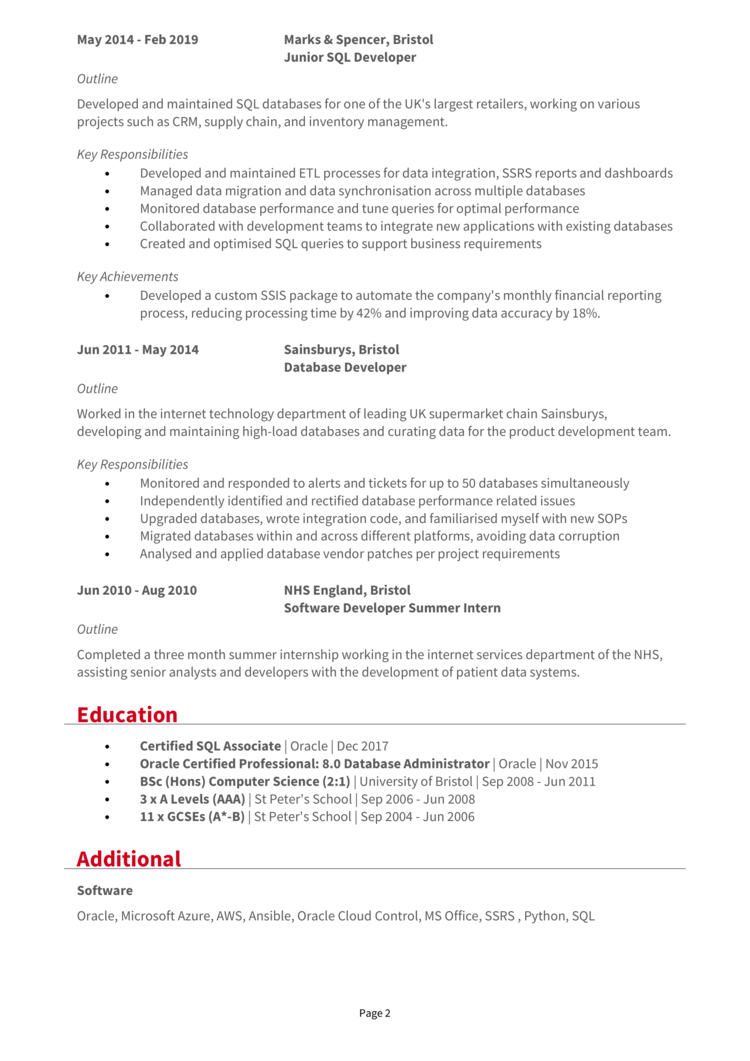 May 2014 - Feb 2019 Marks & Spencer, Bristol
Junior SQL Developer
Outline
Developed and maintained SQL databases for one of the UK's largest retailers, working on various
projects such as CRM, supply chain, and inventory management.
Key Responsibilities
• Developed and maintained ETL processes for data integration, SSRS reports and dashboards
• Managed data migration and data synchronisation across multiple databases
• Monitored database performance and tune queries for optimal performance
• Collaborated with development teams to integrate new applications with existing databases
• Created and optimised SQL queries to support business requirements
Key Achievements
• Developed a custom SSIS package to automate the company's monthly financial reporting
process, reducing processing time by 42% and improving data accuracy by 18%.
Jun 2011 - May 2014 Sainsburys, Bristol
Database Developer
Outline
Worked in the internet technology department of leading UK supermarket chain Sainsburys,
developing and maintaining high-load databases and curating data for the product development team.
Key Responsibilities
• Monitored and responded to alerts and tickets for up to 50 databases simultaneously
• Independently identified and rectified database performance related issues
• Upgraded databases, wrote integration code, and familiarised myself with new SOPs
• Migrated databases within and across different platforms, avoiding data corruption
• Analysed and applied database vendor patches per project requirements
Jun 2010 - Aug 2010 NHS England, Bristol
Software Developer Summer Intern
Outline
Completed a three month summer internship working in the internet services department of the NHS,
assisting senior analysts and developers with the development of patient data systems.
Education
• Certified SQL Associate | Oracle | Dec 2017
• Oracle Certified Professional: 8.0 Database Administrator | Oracle | Nov 2015
• BSc (Hons) Computer Science (2:1) | University of Bristol | Sep 2008 - Jun 2011
• 3 x A Levels (AAA) | St Peter's School | Sep 2006 - Jun 2008
• 11 x GCSEs (A*-B) | St Peter's School | Sep 2004 - Jun 2006
Additional
Software
Oracle, Microsoft Azure, AWS, Ansible, Oracle Cloud Control, MS Office, SSRS , Python, SQL
Page 2